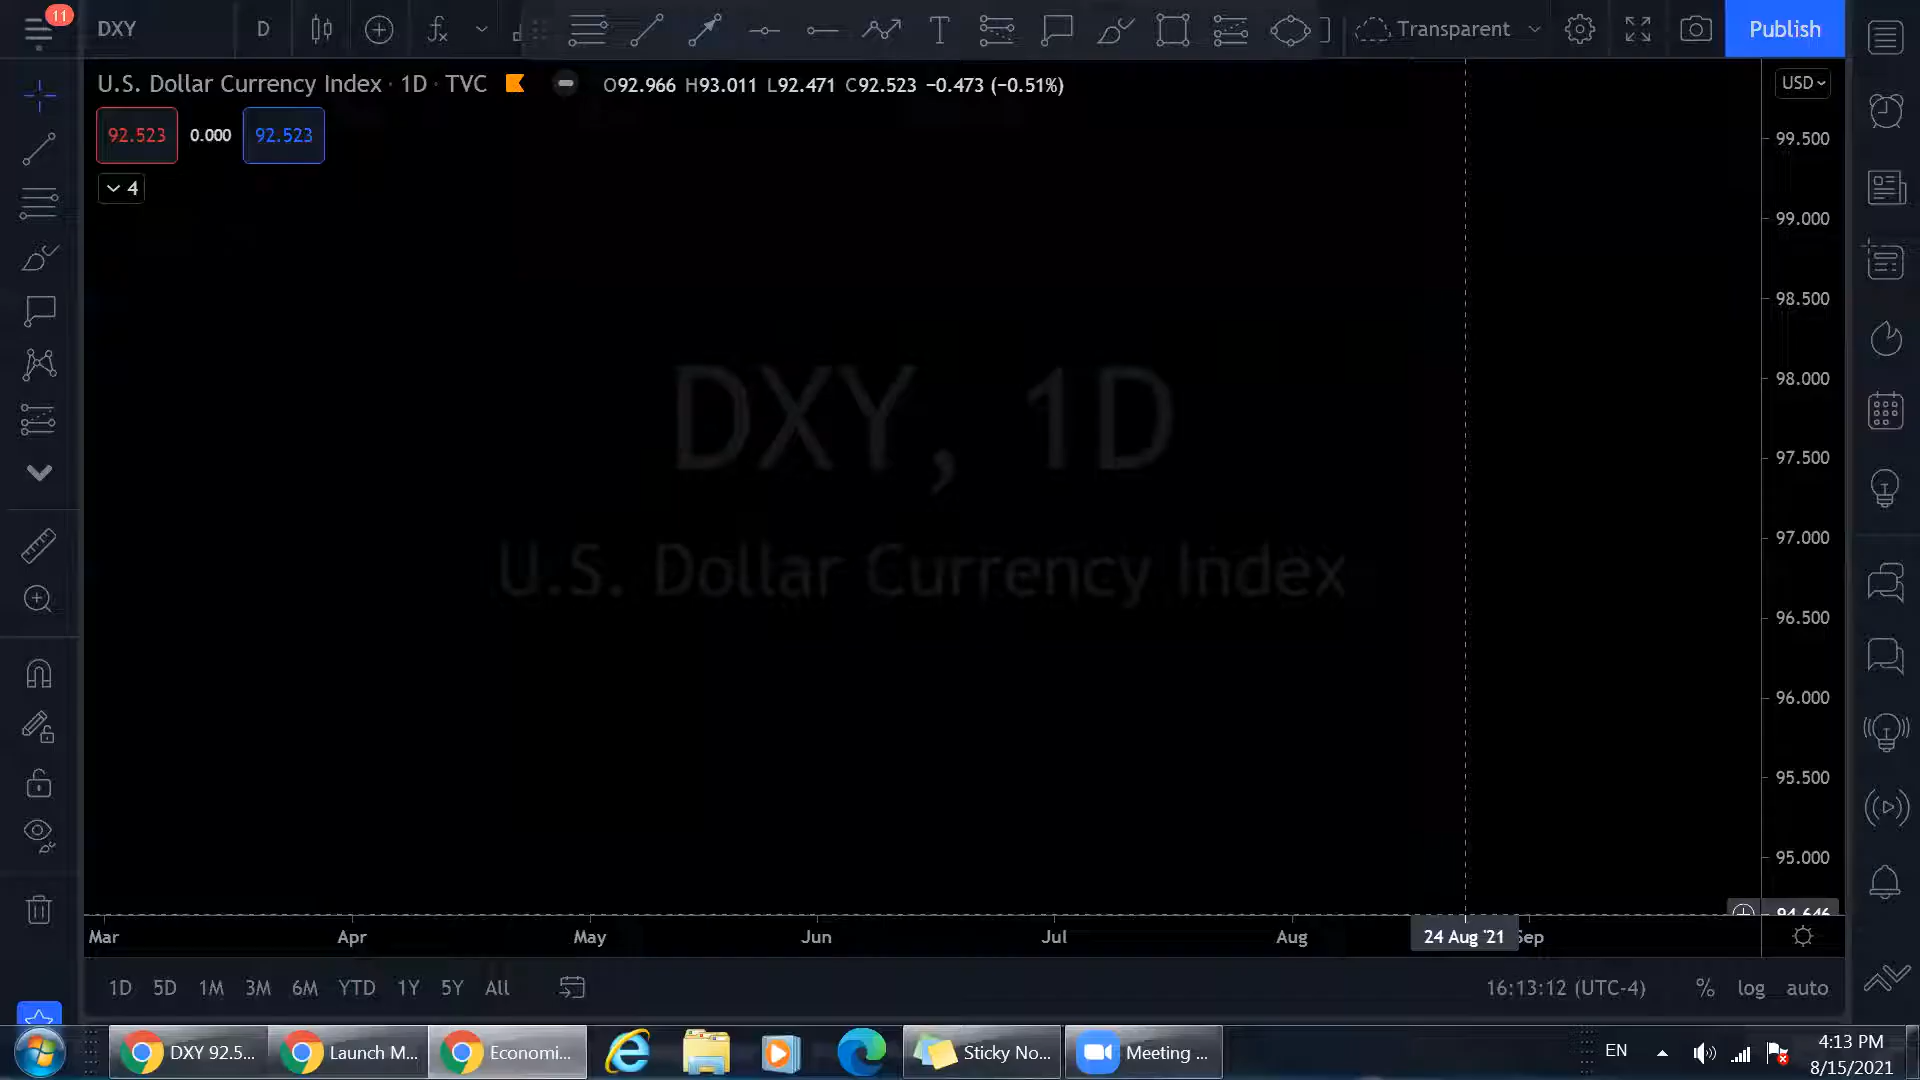 11
DXY
D
Transparent
Publish
U.S. Dollar Currency Index · 1D · TVC
O92.966 H93.011 L92.471 C92.523 −0.473 (−0.51%)
USD
92.523 0.000 92.523
4
99.500
99.000
98.500
98.000
97.500
97.000
96.500
96.000
95.500
95.000
94.646
DXY, 1D
U.S. Dollar Currency Index
Mar Apr May Jun Jul Aug 24 Aug '21 Sep
1D 5D 1M 3M 6M YTD 1Y 5Y All
16:13:12 (UTC-4) % log auto
DXY 92.5...
Launch M...
Economi...
Sticky No...
Meeting ...
EN
4:13 PM
8/15/2021